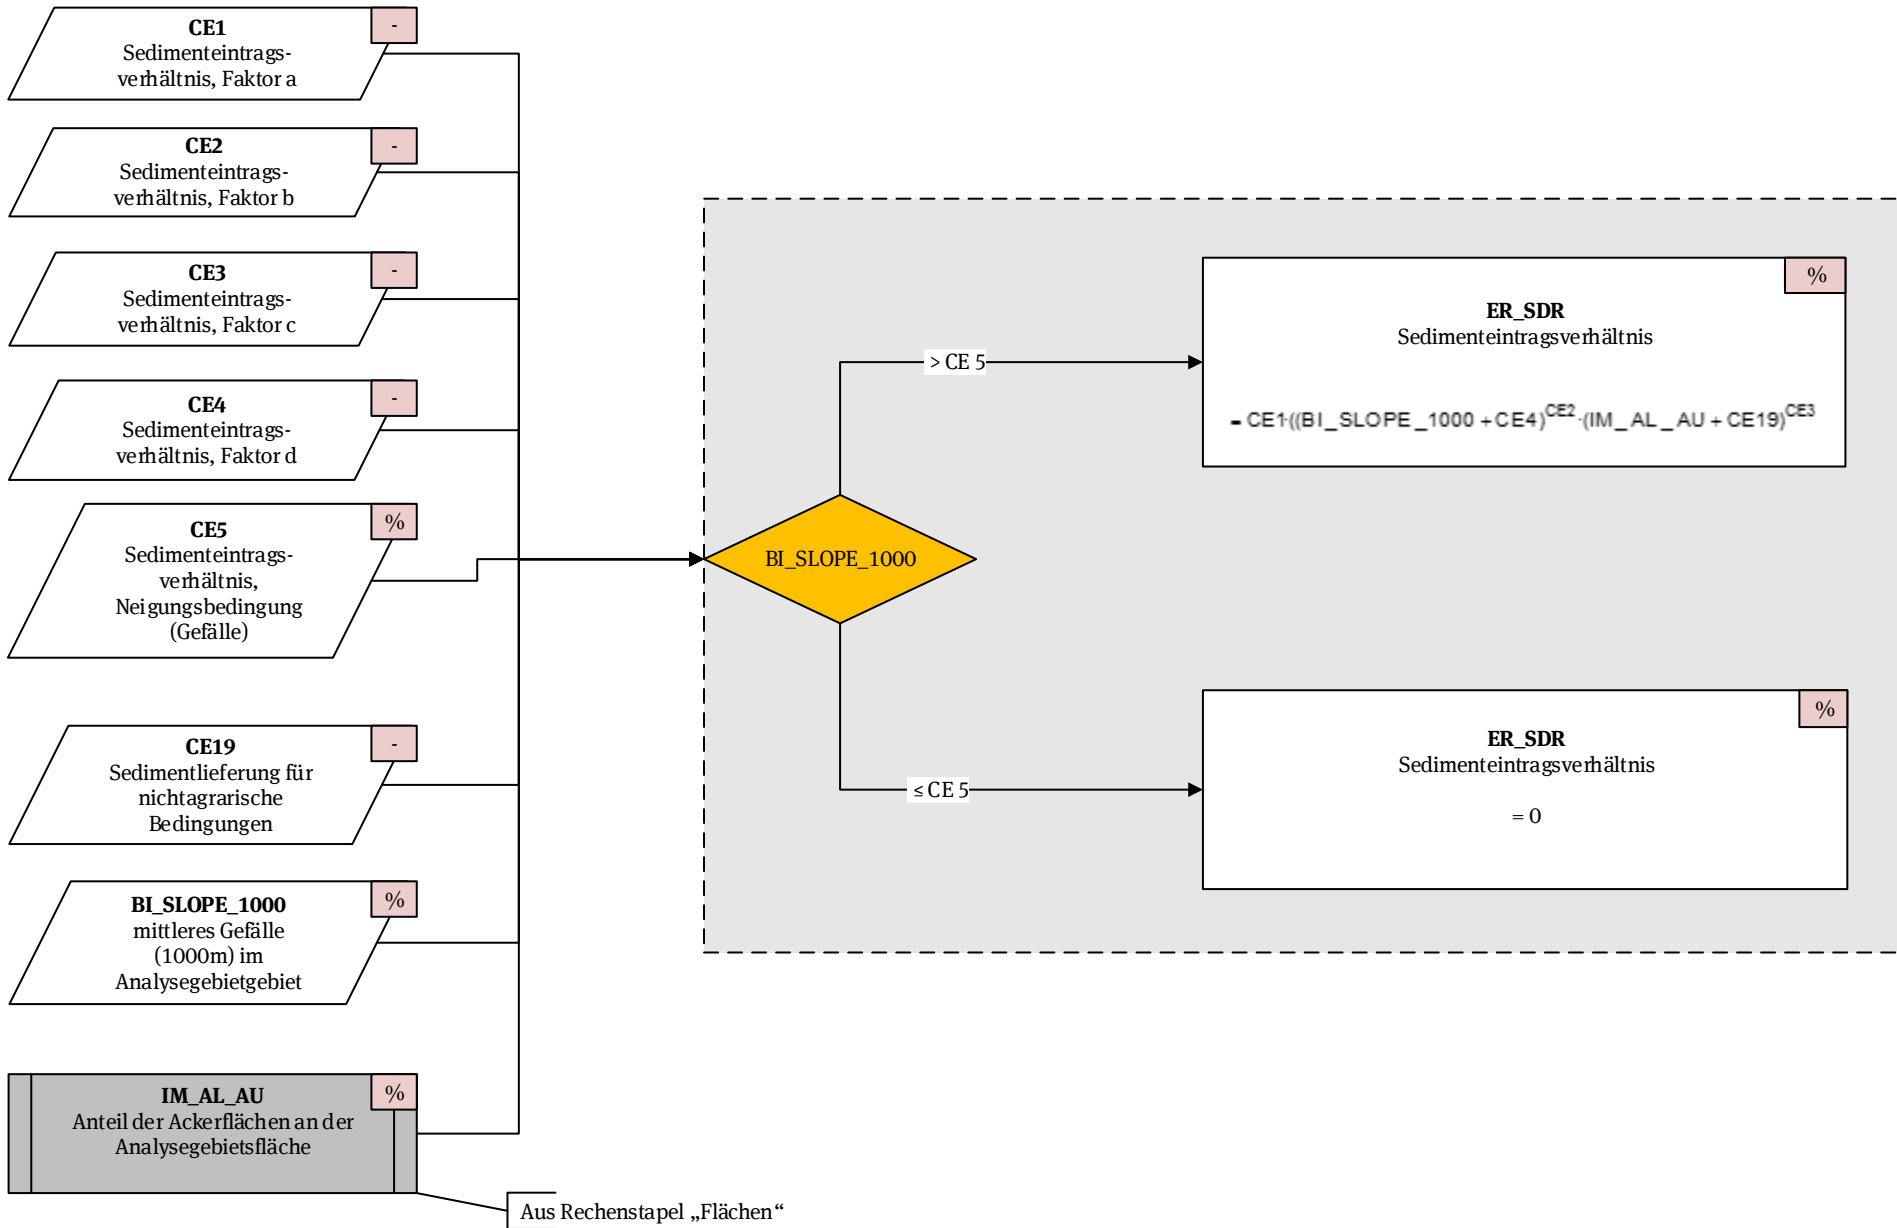 CE1
-
Sedimenteintrags-
verhältnis, Faktor a
CE2
-
Sedimenteintrags-
verhältnis, Faktor b
CE3
-
Sedimenteintrags-
verhältnis, Faktor c
CE4
-
Sedimenteintrags-
verhältnis, Faktor d
CE5
%
Sedimenteintrags-
verhältnis,
Neigungsbedingung
(Gefälle)
CE19
-
Sedimentlieferung für
nichtagrarische
Bedingungen
BI_SLOPE_1000
%
mittleres Gefälle
(1000m) im
Analysegebietgebiet
IM_AL_AU
%
Anteil der Ackerflächen an der
Analysegebietsfläche
Aus Rechenstapel „Flächen“
BI_SLOPE_1000
> CE 5
%
ER_SDR
Sedimenteintragsverhältnis
= CE1·((BI_SLOPE_1000 + CE4)^CE2 · (IM_AL_AU + CE19)^CE3
≤ CE 5
%
ER_SDR
Sedimenteintragsverhältnis
= 0